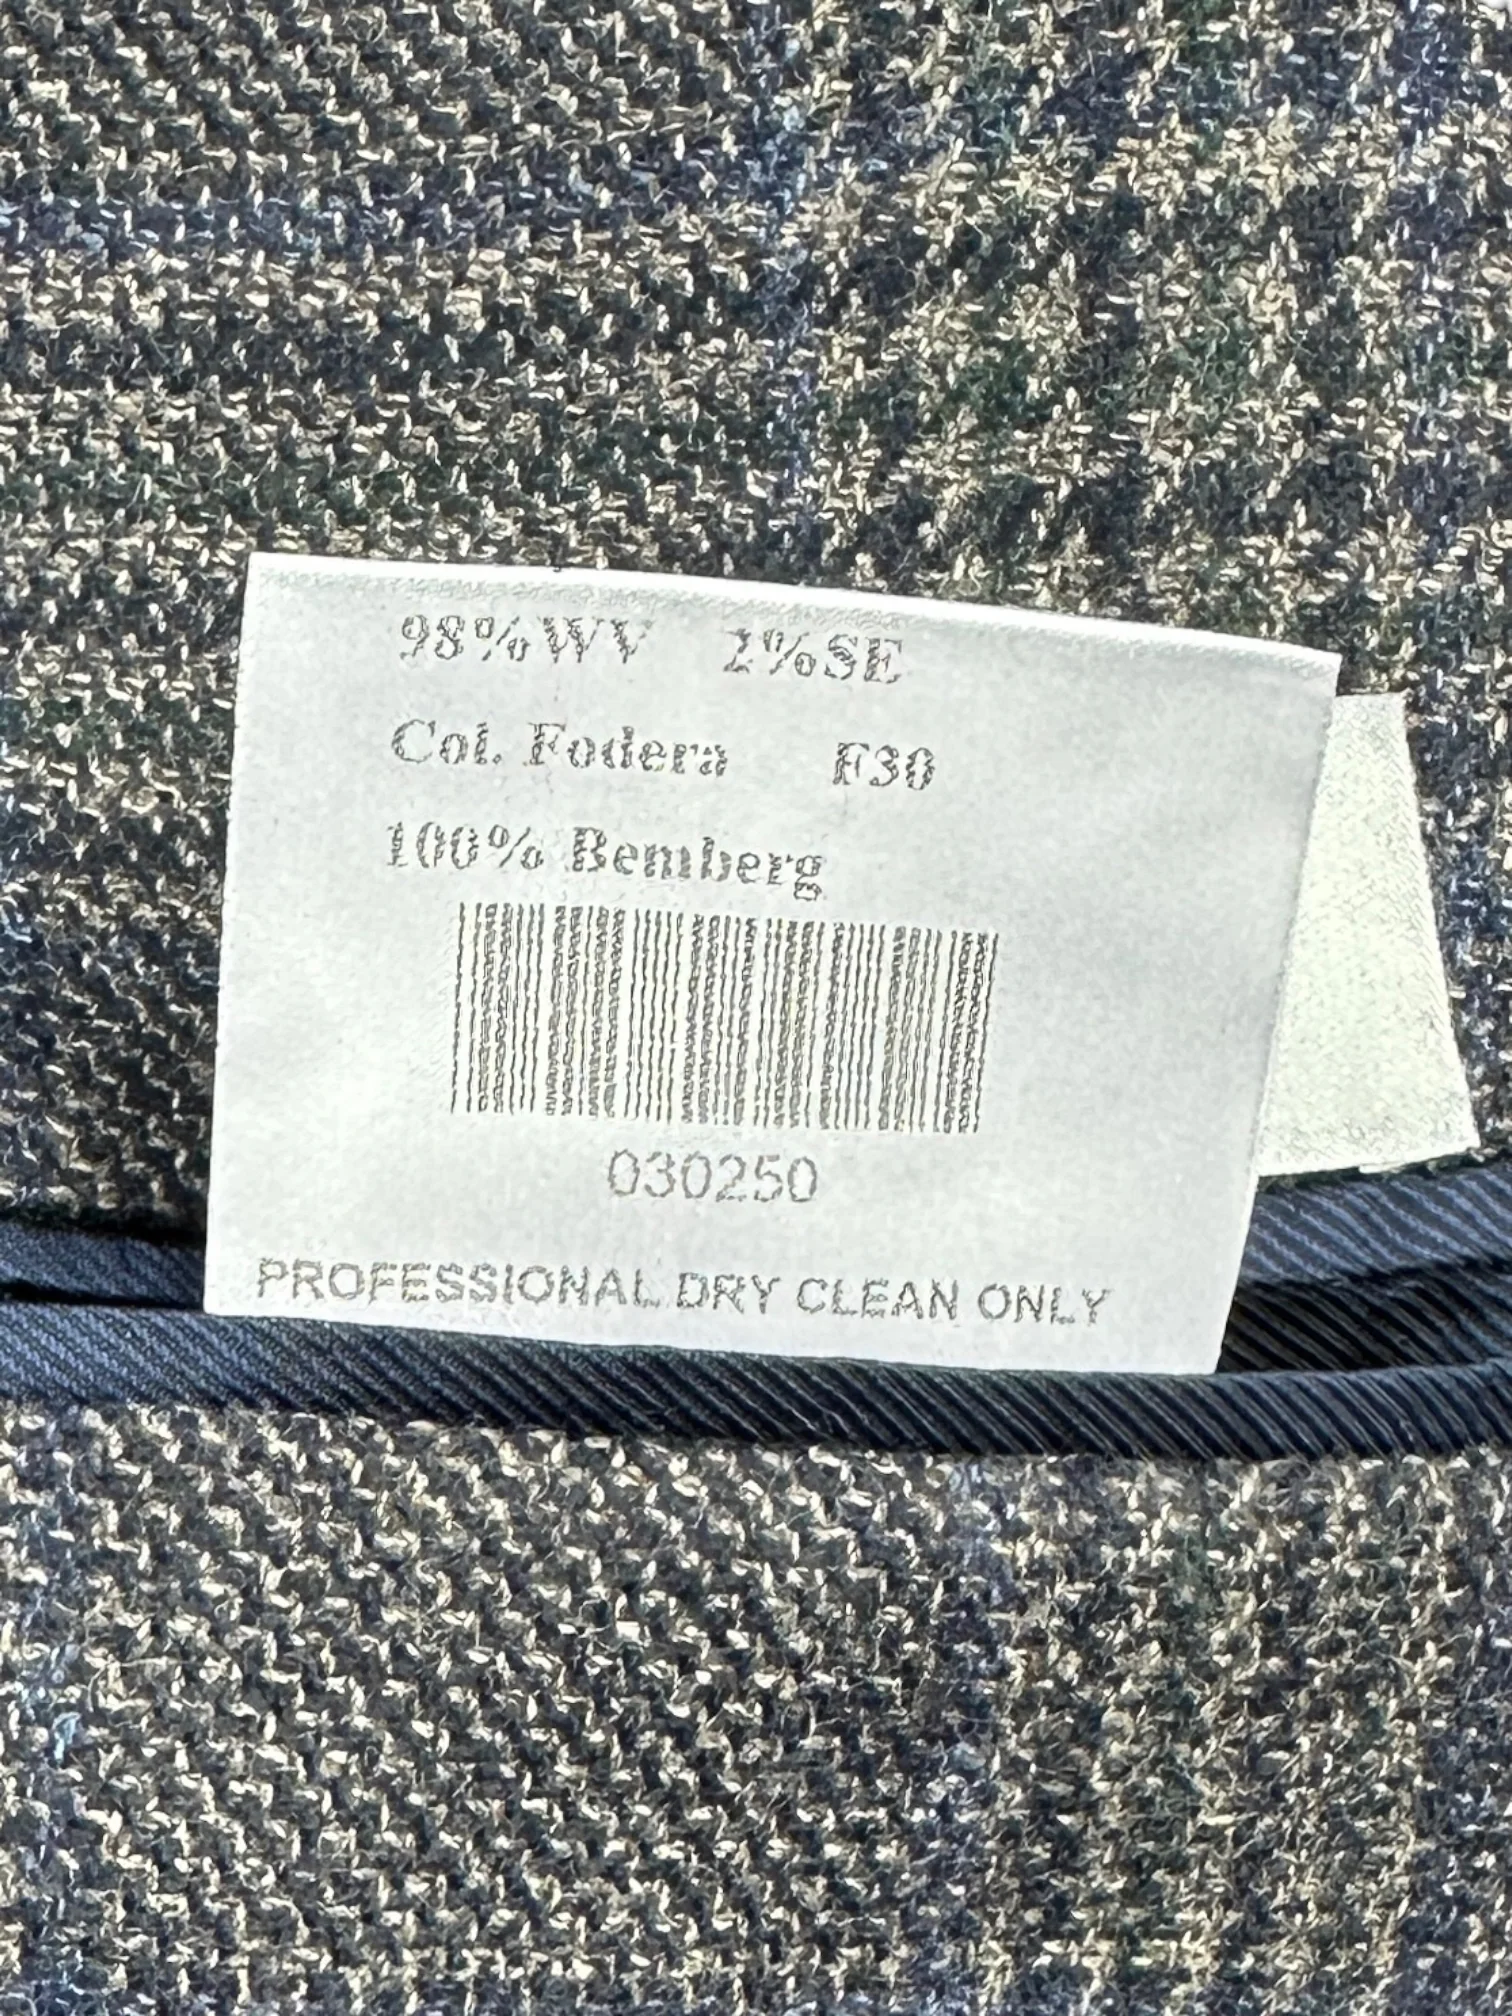 98%WV 2%SE
Col. Fodera F30
100% Bemberg
030250
PROFESSIONAL DRY CLEAN ONLY